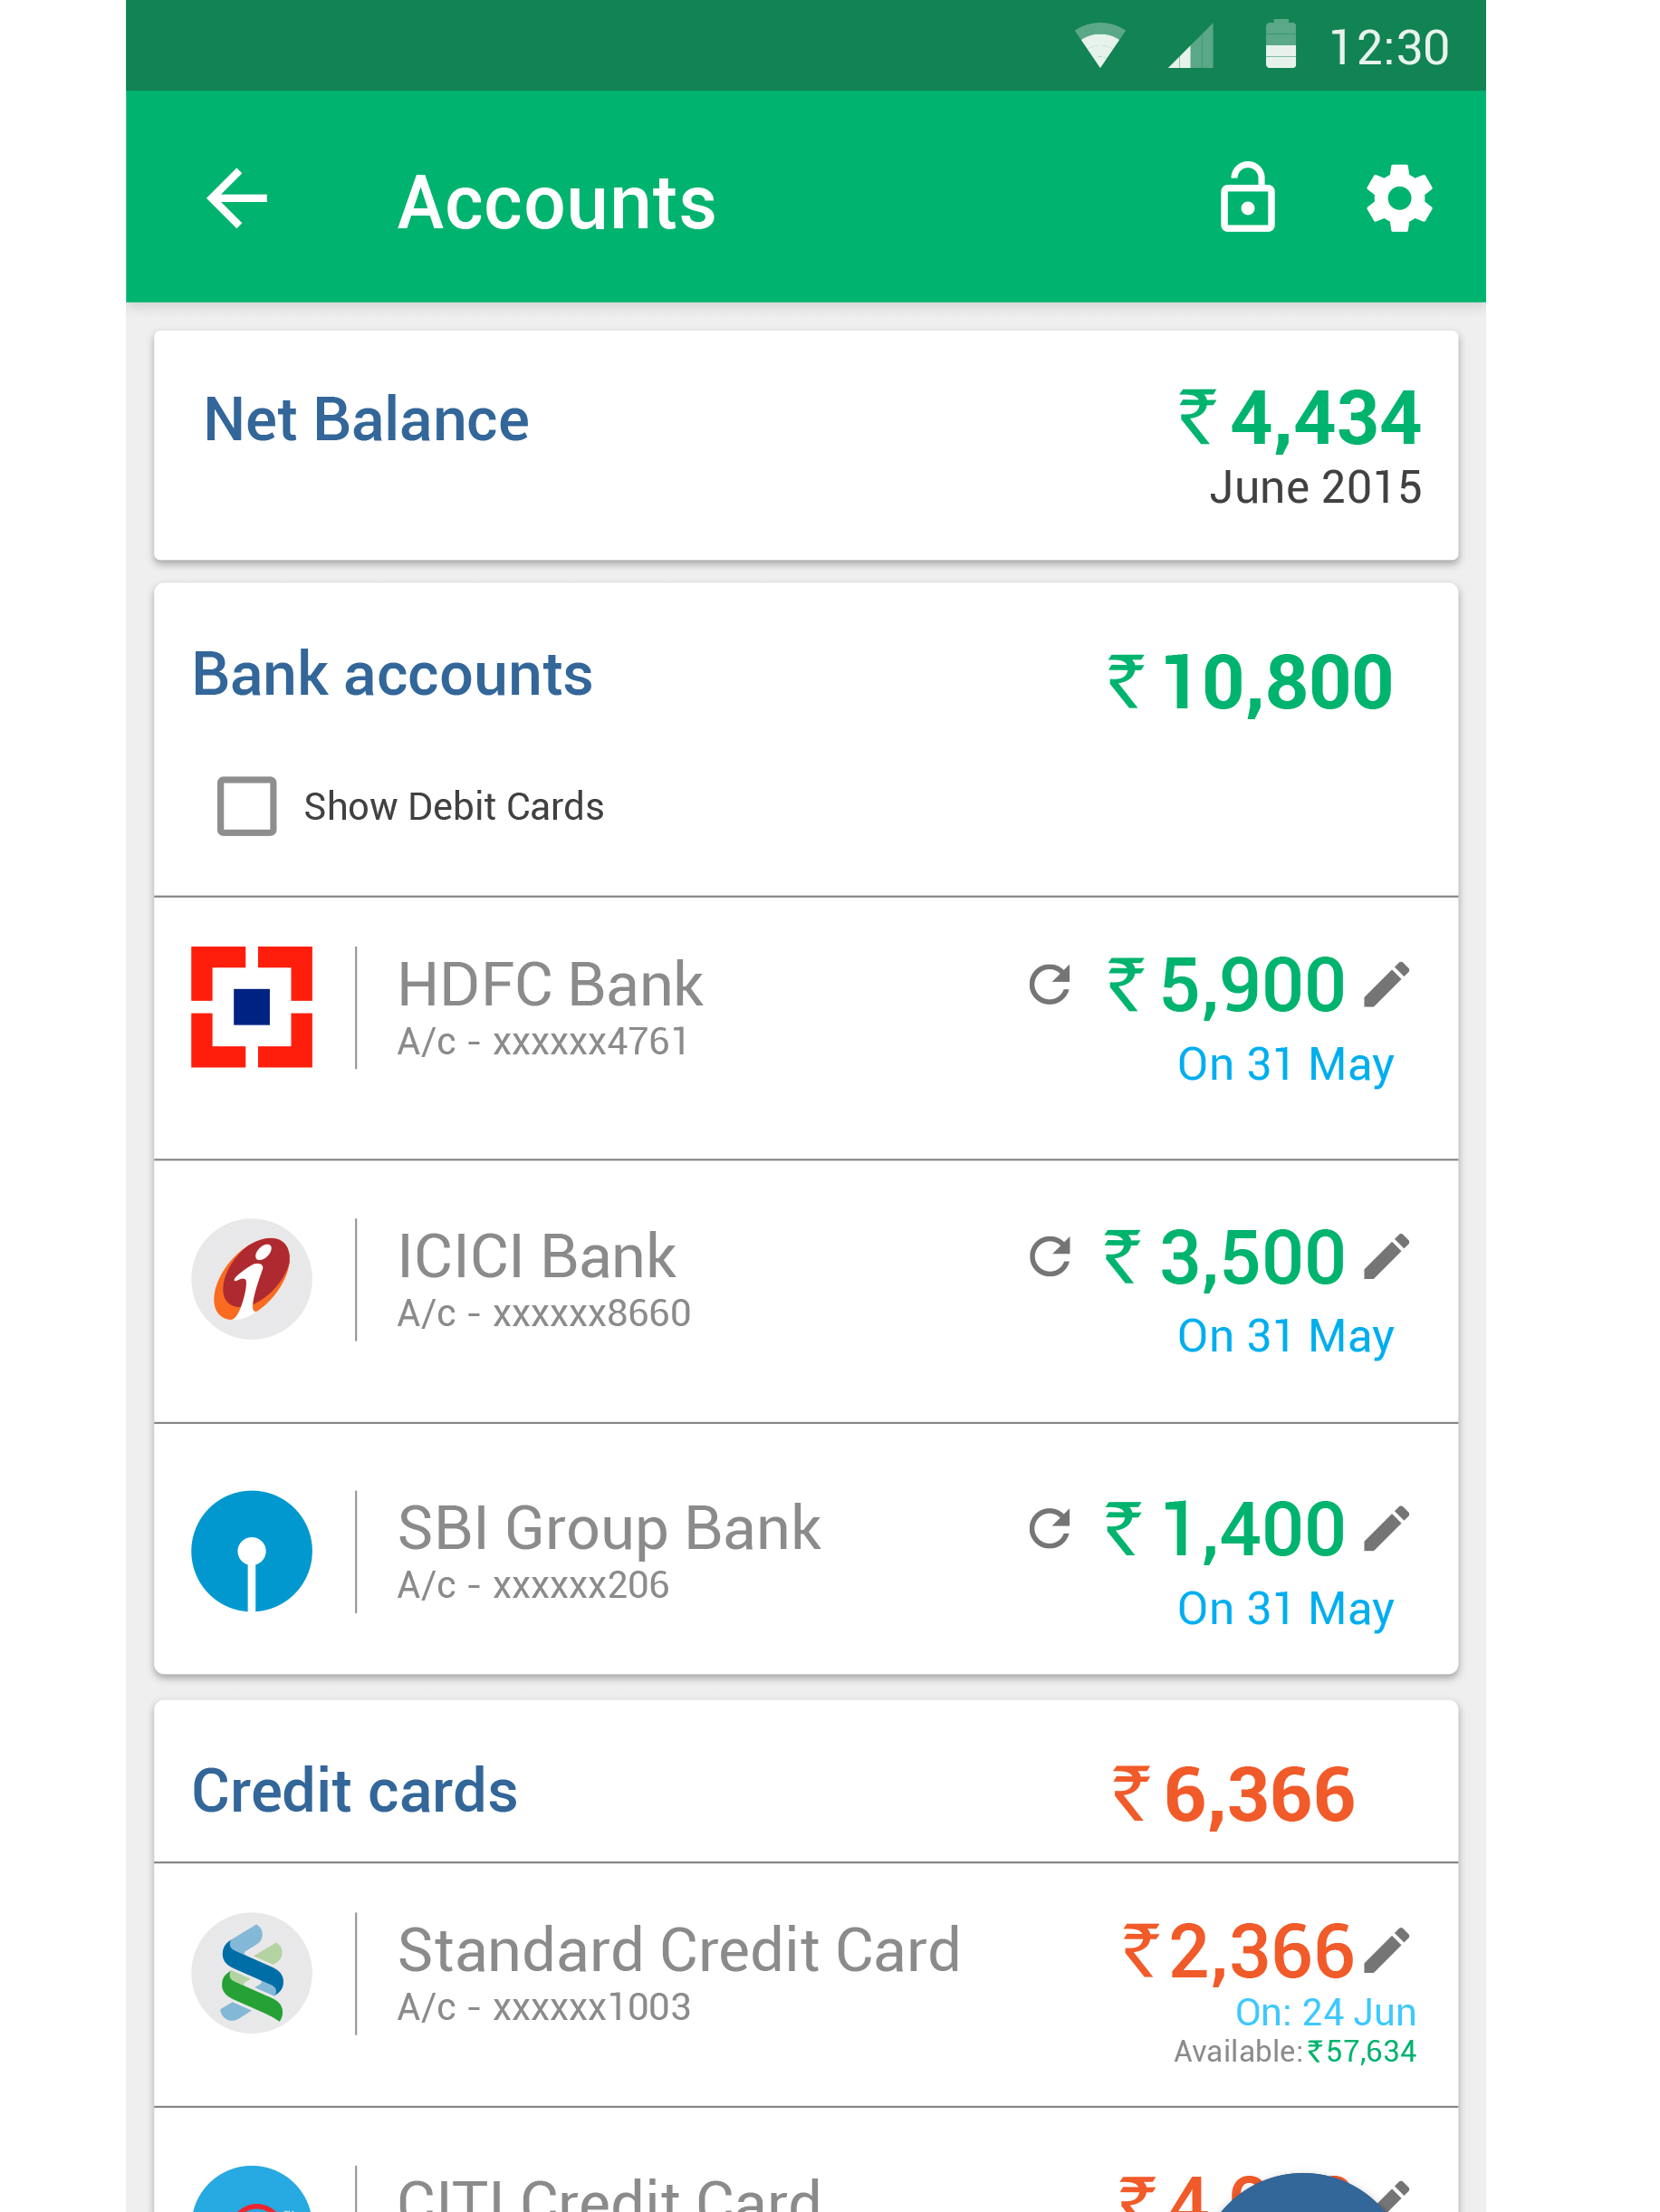 12:30
Accounts
Net Balance
₹ 4,434
June 2015
Bank accounts
₹ 10,800
Show Debit Cards
HDFC Bank
₹ 5,900
A/c - xxxxxx4761
On 31 May
ICICI Bank
₹ 3,500
A/c - xxxxxx8660
On 31 May
SBI Group Bank
₹ 1,400
A/c - xxxxxx206
On 31 May
Credit cards
₹ 6,366
Standard Credit Card
₹ 2,366
A/c - xxxxxx1003
On: 24 Jun
Available: ₹ 57,634
CITI Credit Card